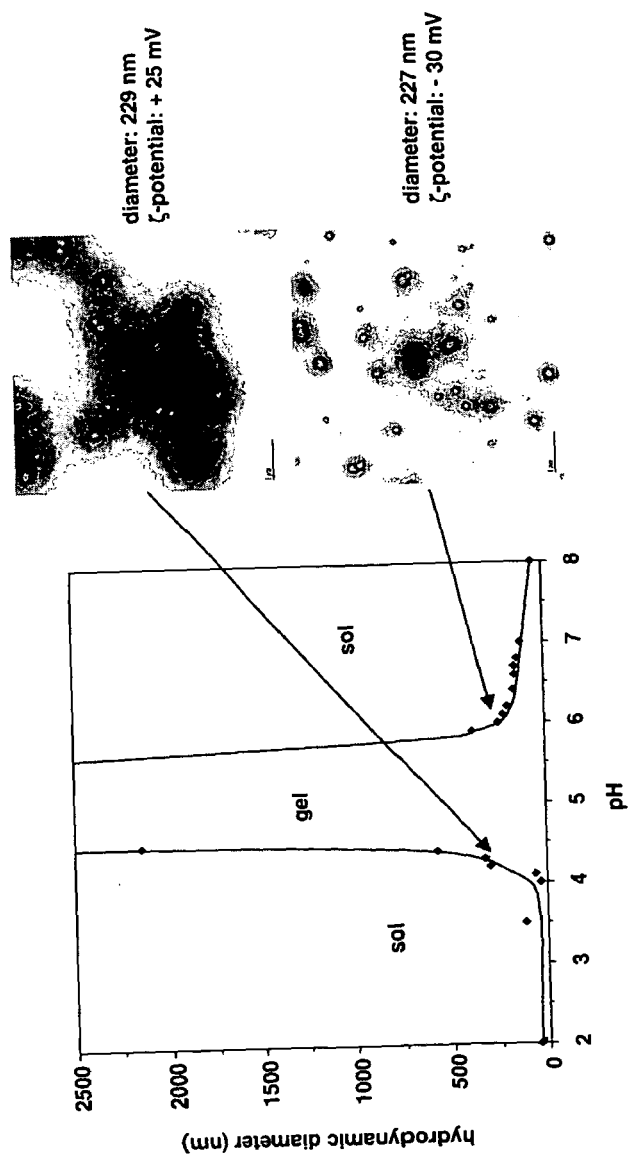 hydrodynamic diameter (nm)
2500
2000
1500
1000
500
0
sol
gel
sol
2
3
4
5
6
7
8
pH
diameter: 229 nm
ζ-potential: + 25 mV
diameter: 227 nm
ζ-potential: - 30 mV